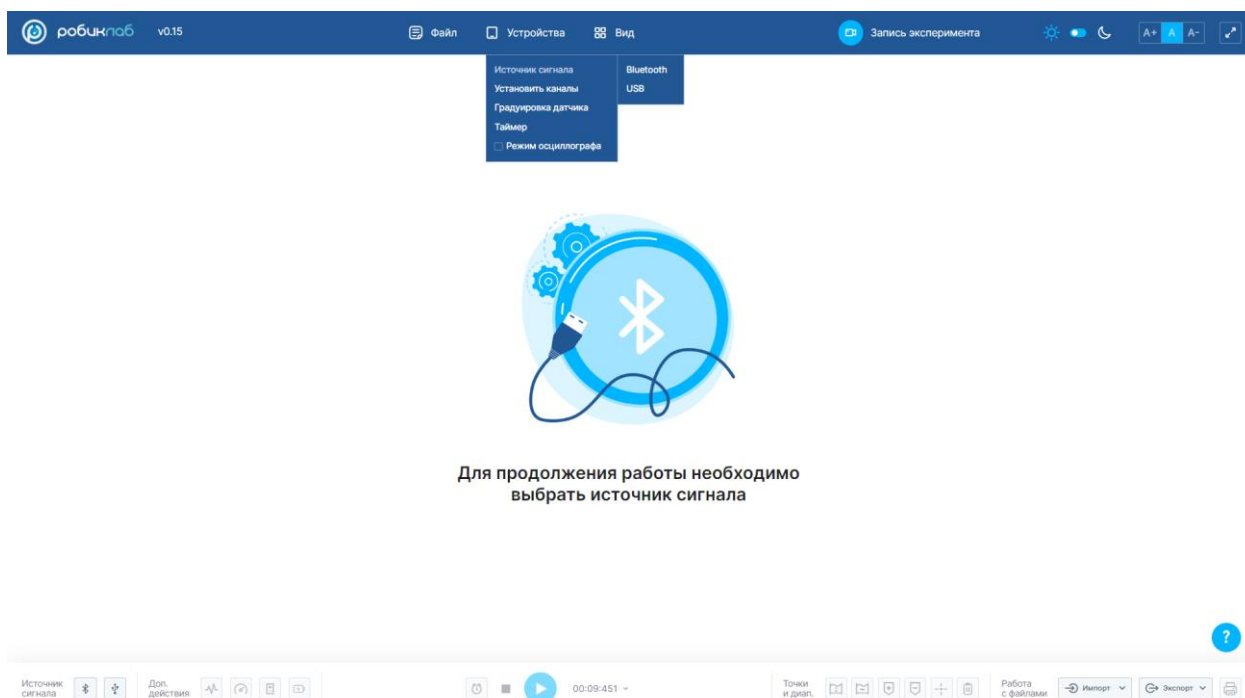 робиклаб v0.15 Файл Устройства Вид Запись эксперимента A+ A A-
Источник сигнала Bluetooth
Установить каналы USB
Градуировка датчика
Таймер
Режим осциллографа
Для продолжения работы необходимо
выбрать источник сигнала
?
Источник
сигнала
Доп.
действия
00:09:451
Точки
и диап.
Работа
с файлами
Импорт
Экспорт